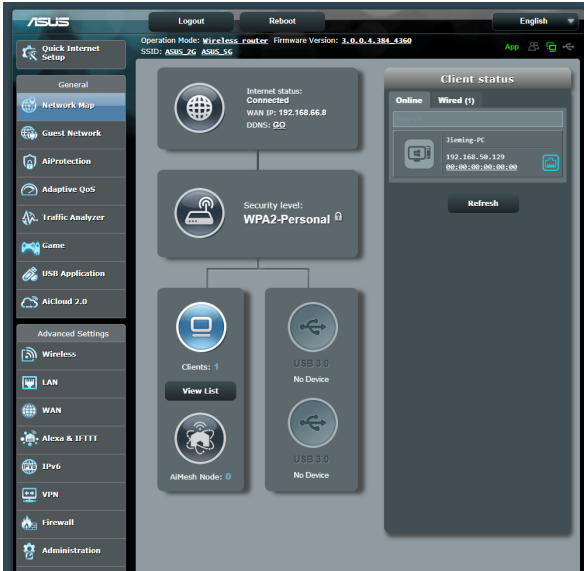 ASUS
Logout
Reboot
English
Quick Internet
Setup
Operation Mode: Wireless router Firmware Version: 3.0.0.4.384_4360
SSID: ASUS_2G ASUS_5G
App
General
Network Map
Guest Network
AiProtection
Adaptive QoS
Traffic Analyzer
Game
USB Application
AiCloud 2.0
Advanced Settings
Wireless
LAN
WAN
Alexa & IFTTT
IPv6
VPN
Firewall
Administration
Internet status:
Connected
WAN IP: 192.168.66.8
DDNS: GO
Security level:
WPA2-Personal
Clients: 1
View List
AiMesh Node: 0
USB 3.0
No Device
USB 3.0
No Device
Client status
Online Wired (1)
Jieming-PC
192.168.50.129
00:00:00:00:00:00
Refresh